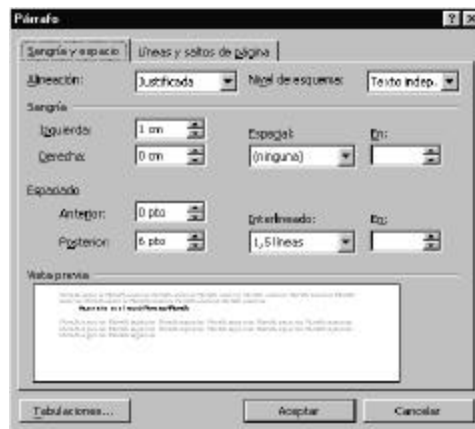 Párrafo
Sangría y espacio Líneas y saltos de página
Alineación: Justificada Nivel de esquema: Texto indep.
Sangría
Izquierda: 1 cm Especial: En:
Derecha: 0 cm (ninguna)
Espaciado
Anterior: 0 pto Interlineado: En:
Posterior: 6 pto 1,5 líneas
Vista previa
Tabulaciones... Aceptar Cancelar